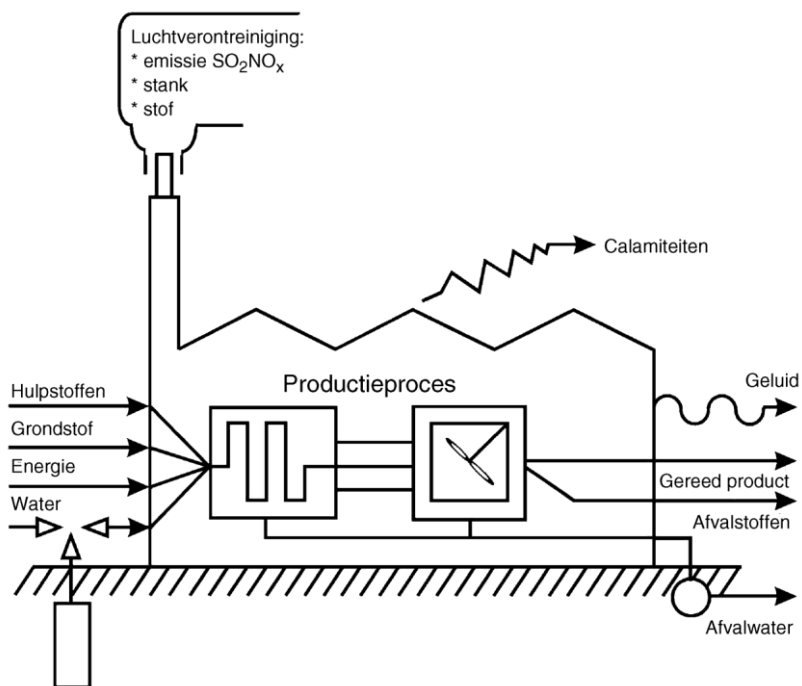 Luchtverontreiniging:
* emissie SO₂NOₓ
* stank
* stof
Calamiteiten
Productieproces
Hulpstoffen
Grondstof
Energie
Water
Geluid
Gereed product
Afvalstoffen
Afvalwater